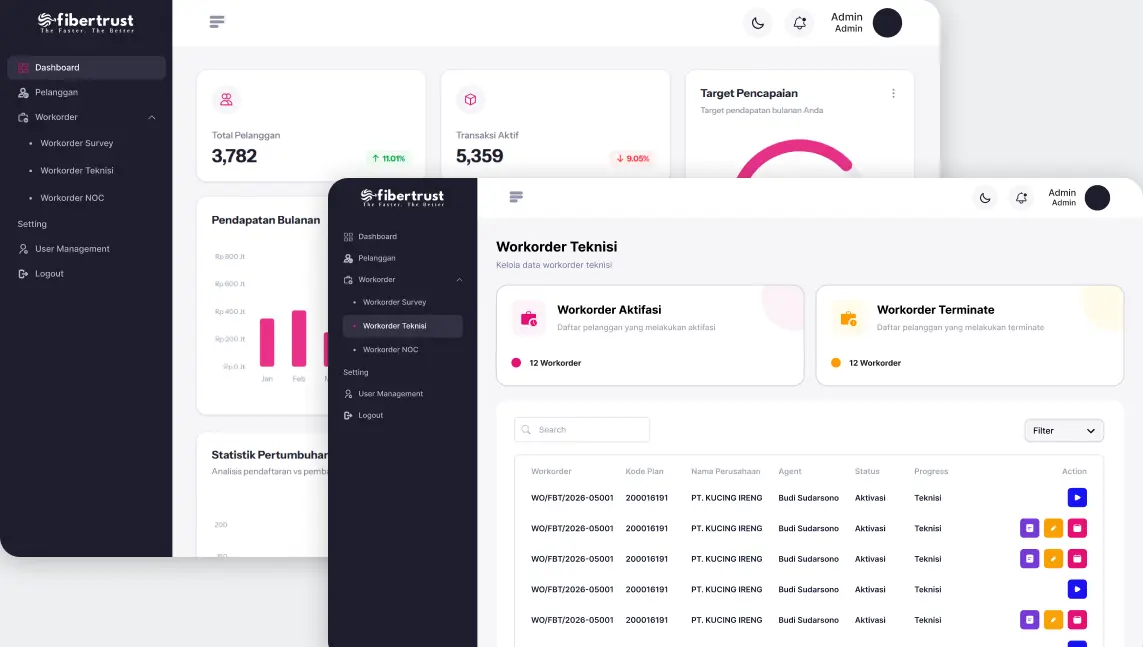 fibertrust
The Faster. The Better
Dashboard
Pelanggan
Workorder
Workorder Survey
Workorder Teknisi
Workorder NOC
Setting
User Management
Logout
Admin
Admin
Total Pelanggan
3,782
11.01%
Transaksi Aktif
5,359
9.05%
Target Pencapaian
Target pendapatan bulanan Anda
Pendapatan Bulanan
Rp 800 Jt
Rp 600 Jt
Rp 400 Jt
Rp 200 Jt
Rp 0 Jt
Jan
Feb
Statistik Pertumbuhan
Analisis pendaftaran vs
200
fibertrust
The Faster. The Better
Dashboard
Pelanggan
Workorder
Workorder Survey
Workorder Teknisi
Workorder NOC
Setting
User Management
Logout
Admin
Admin
Workorder Teknisi
Kelola data workorder teknisi
Workorder Aktifasi
Daftar pelanggan yang melakukan aktifasi
12 Workorder
Workorder Terminate
Daftar pelanggan yang melakukan terminate
12 Workorder
Search
Filter
Workorder Kode Plan Nama Perusahaan Agent Status Progress Action
WO/FBT/2026-05001 200016191 PT. KUCING IRENG Budi Sudarsono Aktivasi Teknisi
WO/FBT/2026-05001 200016191 PT. KUCING IRENG Budi Sudarsono Aktivasi Teknisi
WO/FBT/2026-05001 200016191 PT. KUCING IRENG Budi Sudarsono Aktivasi Teknisi
WO/FBT/2026-05001 200016191 PT. KUCING IRENG Budi Sudarsono Aktivasi Teknisi
WO/FBT/2026-05001 200016191 PT. KUCING IRENG Budi Sudarsono Aktivasi Teknisi